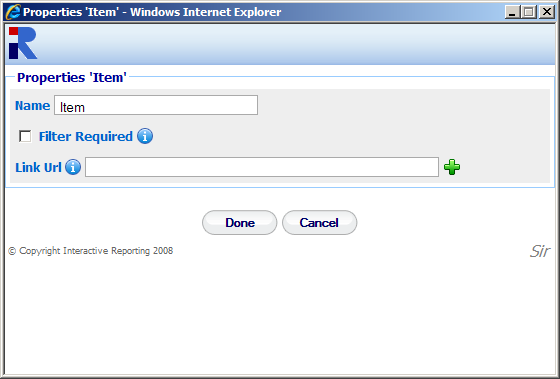 Properties 'Item' - Windows Internet Explorer
iR
Properties 'Item'
Name Item
Filter Required
Link Url
Done Cancel
© Copyright Interactive Reporting 2008 Sir